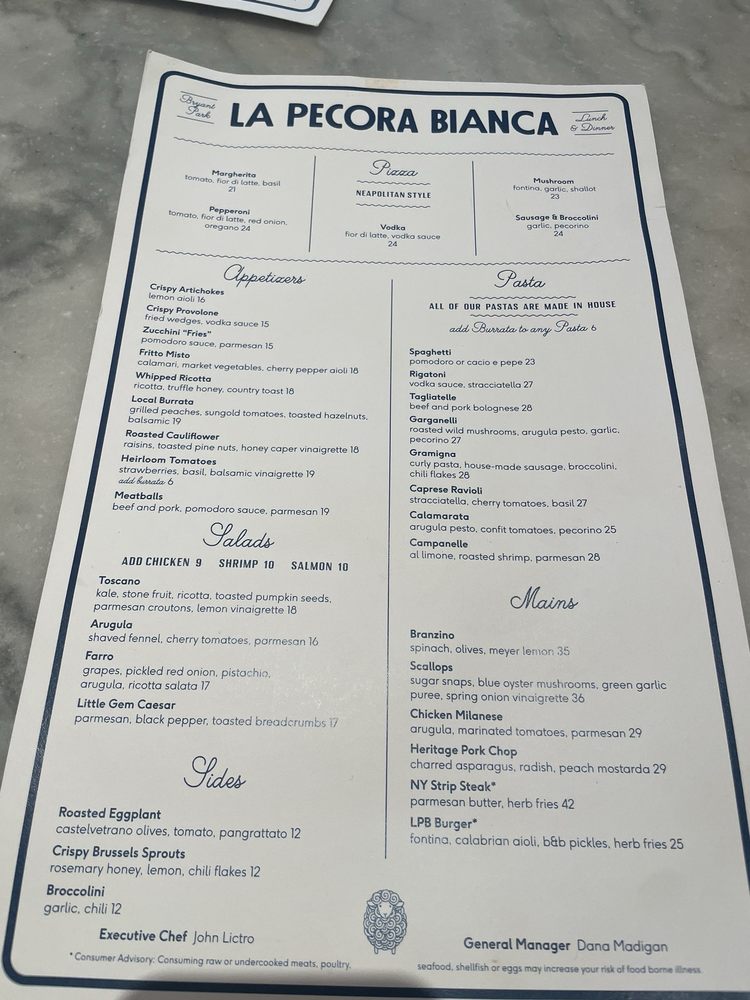 Bryant
Park
LA PECORA BIANCA
Lunch
& Dinner
Pizza
NEAPOLITAN STYLE
Margherita
tomato, fior di latte, basil
21
Pepperoni
tomato, fior di latte, red onion,
oregano 24
Vodka
fior di latte, vodka sauce
24
Mushroom
fontina, garlic, shallot
23
Sausage & Broccolini
garlic, pecorino
24
Appetizers
Crispy Artichokes
lemon aioli 16
Crispy Provolone
fried wedges, vodka sauce 15
Zucchini "Fries"
pomodoro sauce, parmesan 15
Fritto Misto
calamari, market vegetables, cherry pepper aioli 18
Whipped Ricotta
ricotta, truffle honey, country toast 18
Local Burrata
grilled peaches, sungold tomatoes, toasted hazelnuts,
balsamic 19
Roasted Cauliflower
raisins, toasted pine nuts, honey caper vinaigrette 18
Heirloom Tomatoes
strawberries, basil, balsamic vinaigrette 19
add burrata 6
Meatballs
beef and pork, pomodoro sauce, parmesan 19
Salads
ADD CHICKEN 9 SHRIMP 10 SALMON 10
Toscano
kale, stone fruit, ricotta, toasted pumpkin seeds,
parmesan croutons, lemon vinaigrette 18
Arugula
shaved fennel, cherry tomatoes, parmesan 16
Farro
grapes, pickled red onion, pistachio,
arugula, ricotta salata 17
Little Gem Caesar
parmesan, black pepper, toasted breadcrumbs 17
Sides
Roasted Eggplant
castelvetrano olives, tomato, pangrattato 12
Crispy Brussels Sprouts
rosemary honey, lemon, chili flakes 12
Broccolini
garlic, chili 12
Pasta
ALL OF OUR PASTAS ARE MADE IN HOUSE
add Burrata to any Pasta 6
Spaghetti
pomodoro or cacio e pepe 23
Rigatoni
vodka sauce, stracciatella 27
Tagliatelle
beef and pork bolognese 28
Garganelli
roasted wild mushrooms, arugula pesto, garlic,
pecorino 27
Gramigna
curly pasta, house-made sausage, broccolini,
chili flakes 28
Caprese Ravioli
stracciatella, cherry tomatoes, basil 27
Calamarata
arugula pesto, confit tomatoes, pecorino 25
Campanelle
al limone, roasted shrimp, parmesan 28
Mains
Branzino
spinach, olives, meyer lemon 35
Scallops
sugar snaps, blue oyster mushrooms, green garlic
puree, spring onion vinaigrette 36
Chicken Milanese
arugula, marinated tomatoes, parmesan 29
Heritage Pork Chop
charred asparagus, radish, peach mostarda 29
NY Strip Steak*
parmesan butter, herb fries 42
LPB Burger*
fontina, calabrian aioli, b&b pickles, herb fries 25
Executive Chef John Lictro
General Manager Dana Madigan
* Consumer Advisory: Consuming raw or undercooked meats, poultry, seafood, shellfish or eggs may increase your risk of food borne illness.